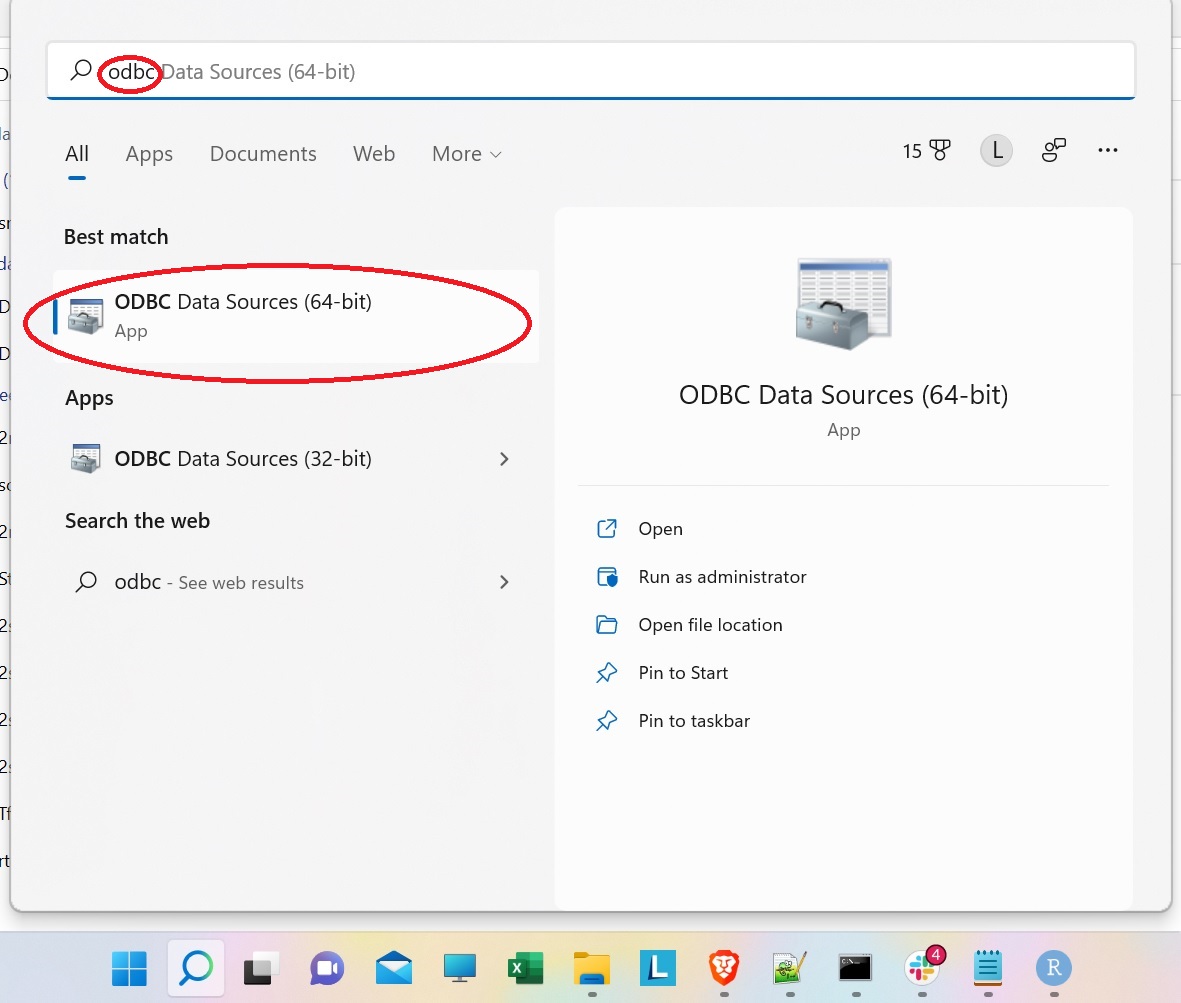 odbc Data Sources (64-bit)
All Apps Documents Web More
15 L
Best match
ODBC Data Sources (64-bit)
App
Apps
ODBC Data Sources (32-bit)
Search the web
odbc - See web results
ODBC Data Sources (64-bit)
App
Open
Run as administrator
Open file location
Pin to Start
Pin to taskbar
X L 4 R